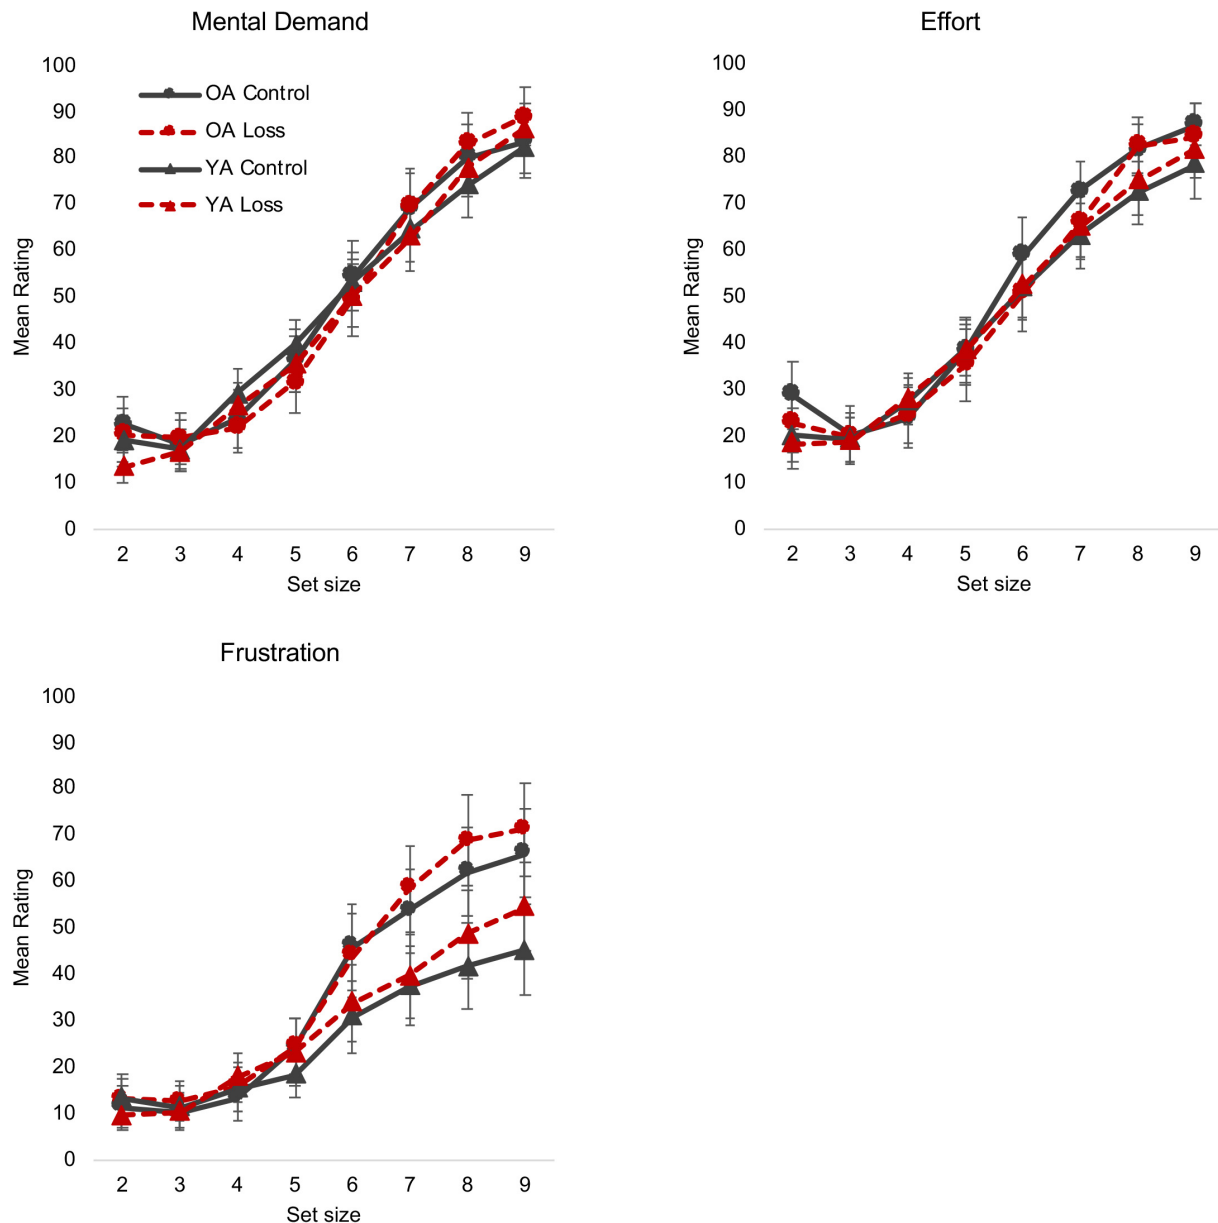 Mental Demand
100
90
80
70
60
50
40
30
20
10
0
Mean Rating
OA Control
OA Loss
YA Control
YA Loss
2 3 4 5 6 7 8 9
Set size
Effort
100
90
80
70
60
50
40
30
20
10
0
Mean Rating
2 3 4 5 6 7 8 9
Set size
Frustration
100
90
80
70
60
50
40
30
20
10
0
Mean Rating
2 3 4 5 6 7 8 9
Set size